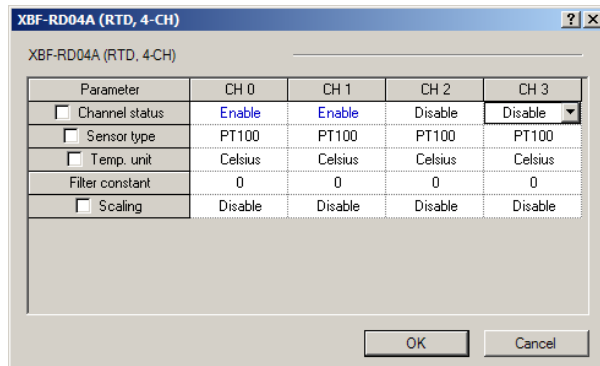 XBF-RD04A (RTD, 4-CH)
XBF-RD04A (RTD, 4-CH)
Parameter CH 0 CH 1 CH 2 CH 3
Channel status Enable Enable Disable Disable
Sensor type PT100 PT100 PT100 PT100
Temp. unit Celsius Celsius Celsius Celsius
Filter constant 0 0 0 0
Scaling Disable Disable Disable Disable
OK Cancel